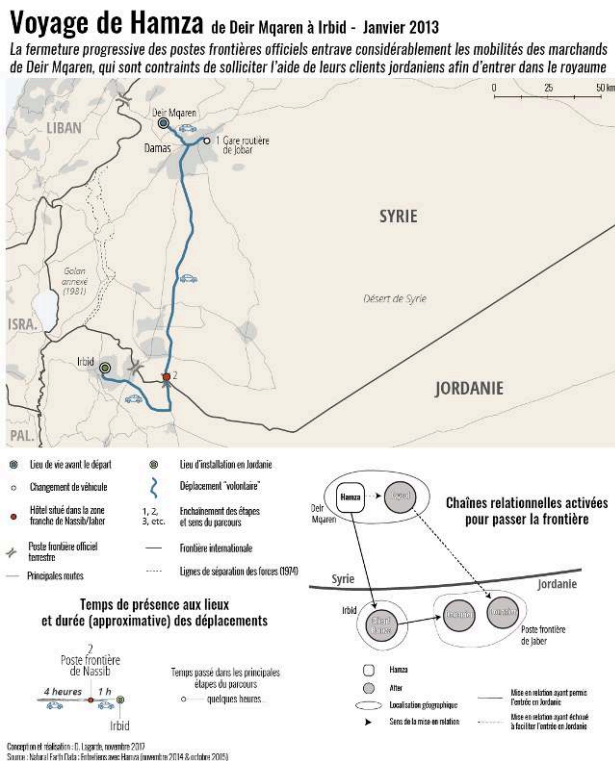 Voyage de Hamza de Deir Mqaren à Irbid - Janvier 2013
La fermeture progressive des postes frontières officiels entrave considérablement les mobilités des marchands
de Deir Mqaren, qui sont contraints de solliciter l'aide de leurs clients jordaniens afin d'entrer dans le royaume
0 25 50 km
LIBAN
Deir Mqaren
Damas
1 Gare routière
de Jobar
SYRIE
Golan
annexé
(1981)
Désert de Syrie
ISRA.
Irbid
2
JORDANIE
PAL.
Lieu de vie avant le départ
Changement de véhicule
Hôtel situé dans la zone
franche de Nassib/Jaber
Poste frontière officiel
terrestre
Principales routes
Lieu d'installation en Jordanie
Déplacement "volontaire"
1, 2,
3, etc.
Enchaînement des étapes
et sens du parcours
Frontière internationale
Lignes de séparation des forces (1974)
Temps de présence aux lieux
et durée (approximative) des déplacements
2
Poste frontière
de Nassib
4 heures
1 h
Irbid
Temps passé dans les principales
étapes du parcours
quelques heures
Chaînes relationnelles activées
pour passer la frontière
Hamza
Deir
Mqaren
Syrie
Jordanie
Irbid
Poste frontière
de Jaber
Hamza
Alter
Localisation géographique
Sens de la mise en relation
Mise en relation ayant permis
l'entrée en Jordanie
Mise en relation ayant échoué
à faciliter l'entrée en Jordanie
Conception et réalisation : D. Lagarde, novembre 2017
Source : Natural Earth Data ; Entretiens avec Hamza (novembre 2014 & octobre 2015)